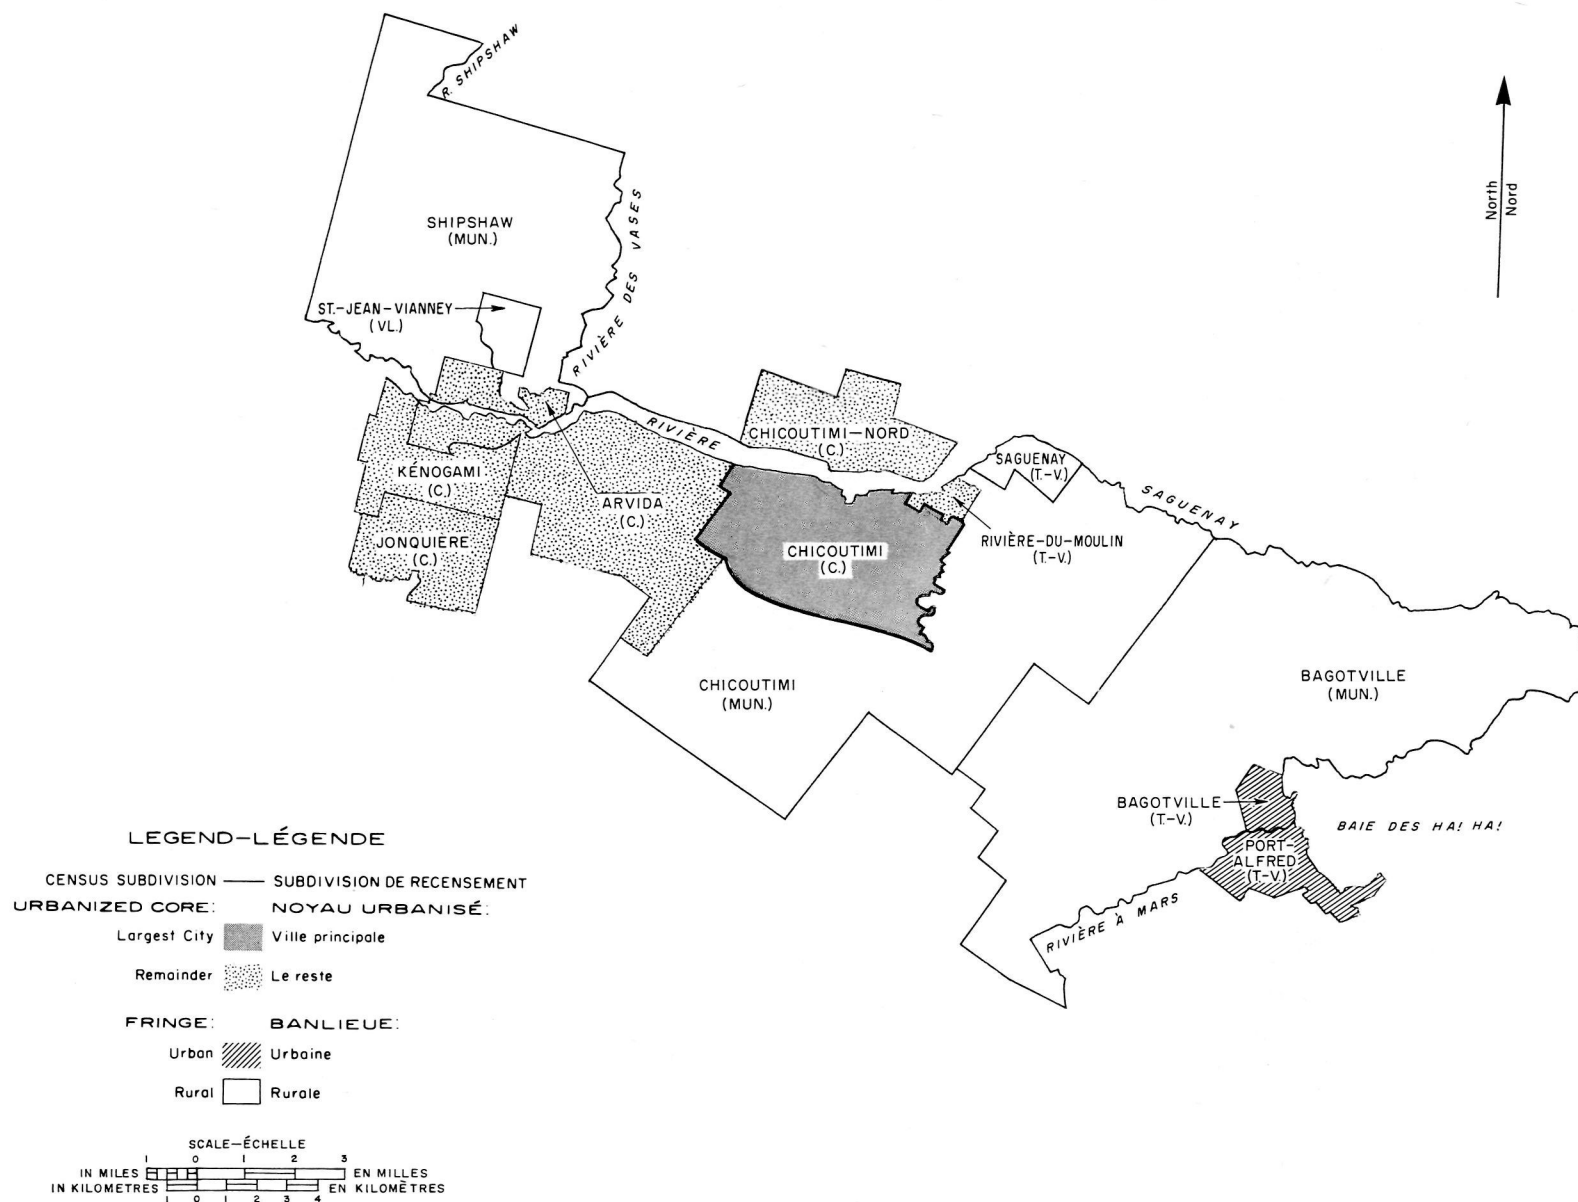 R. SHIPSHAW
North
Nord
SHIPSHAW
(MUN.)
RIVIÈRE DES VASES
ST.-JEAN-VIANNEY
(VL.)
RIVIÈRE
CHICOUTIMI-NORD
(C.)
SAGUENAY
(T.-V.)
SAGUENAY
KÉNOGAMI
(C.)
ARVIDA
(C.)
JONQUIÈRE
(C.)
CHICOUTIMI
(C.)
RIVIÈRE-DU-MOULIN
(T.-V.)
CHICOUTIMI
(MUN.)
BAGOTVILLE
(MUN.)
BAGOTVILLE
(T.-V.)
BAIE DES HA! HA!
PORT-
ALFRED
(T.-V.)
RIVIÈRE À MARS
LEGEND-LÉGENDE
CENSUS SUBDIVISION SUBDIVISION DE RECENSEMENT
URBANIZED CORE: NOYAU URBANISÉ:
Largest City Ville principale
Remainder Le reste
FRINGE: BANLIEUE:
Urban Urbaine
Rural Rurale
SCALE-ÉCHELLE
1 0 1 2 3
IN MILES EN MILLES
IN KILOMETRES EN KILOMÈTRES
1 0 1 2 3 4